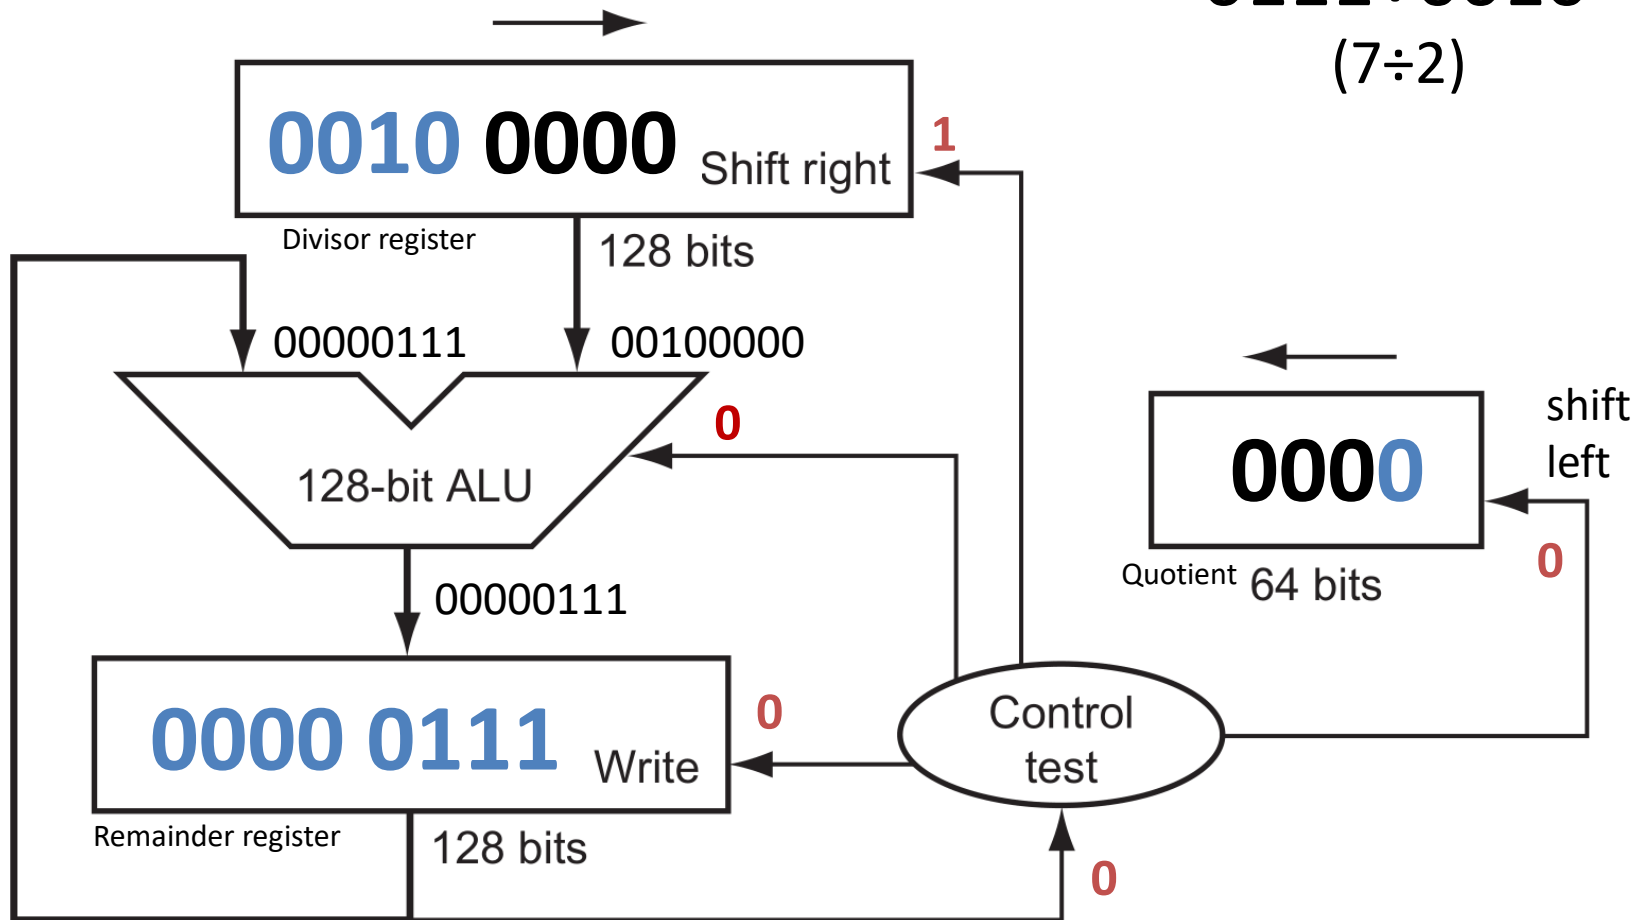 (7÷2)
0010 0000 Shift right
1
Divisor register
128 bits
00000111
00100000
0
128-bit ALU
0000
shift
left
0
Quotient 64 bits
00000111
0000 0111 Write
0
Control
test
Remainder register
128 bits
0